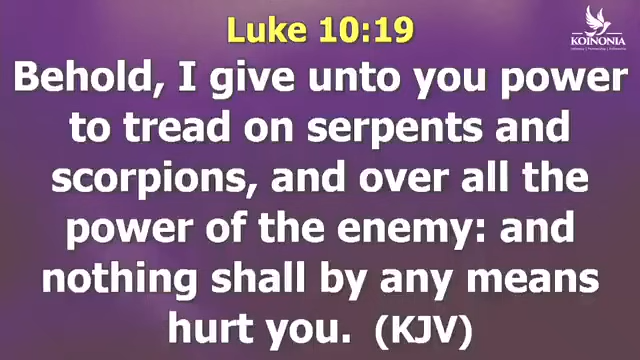 Luke 10:19
KOINONIA
Behold, I give unto you power
to tread on serpents and
scorpions, and over all the
power of the enemy: and
nothing shall by any means
hurt you. (KJV)